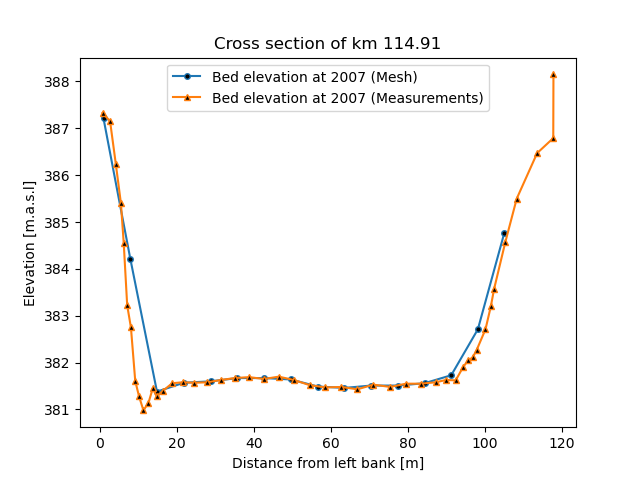 Cross section of km 114.91
Bed elevation at 2007 (Mesh)
Bed elevation at 2007 (Measurements)
388
387
386
385
384
383
382
381
Elevation [m.a.s.l]
0 20 40 60 80 100 120
Distance from left bank [m]